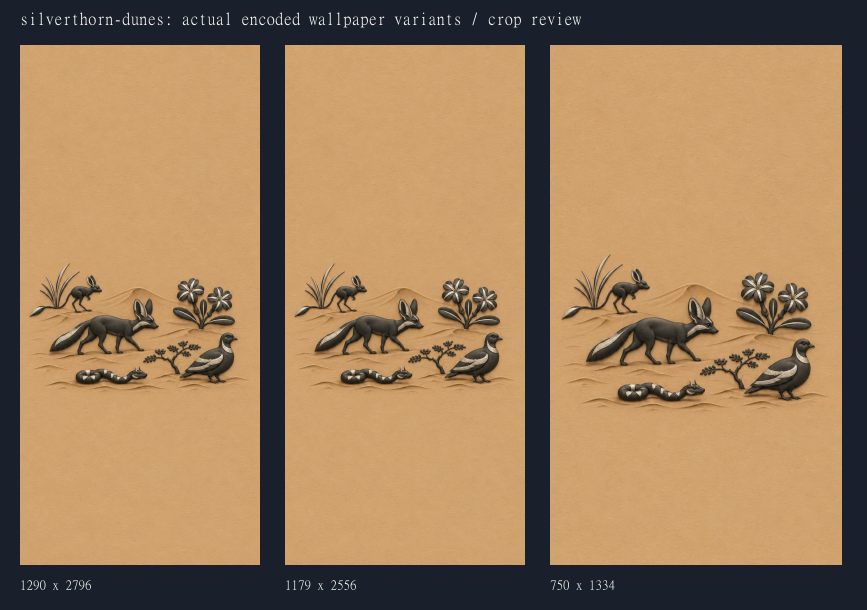 silverthorn-dunes: actual encoded wallpaper variants / crop review
1290 x 2796
1179 x 2556
750 x 1334